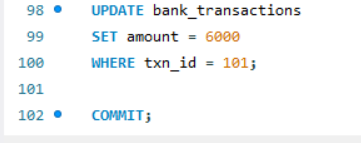 98 UPDATE bank_transactions
99 SET amount = 6000
100 WHERE txn_id = 101;
101
102 COMMIT;